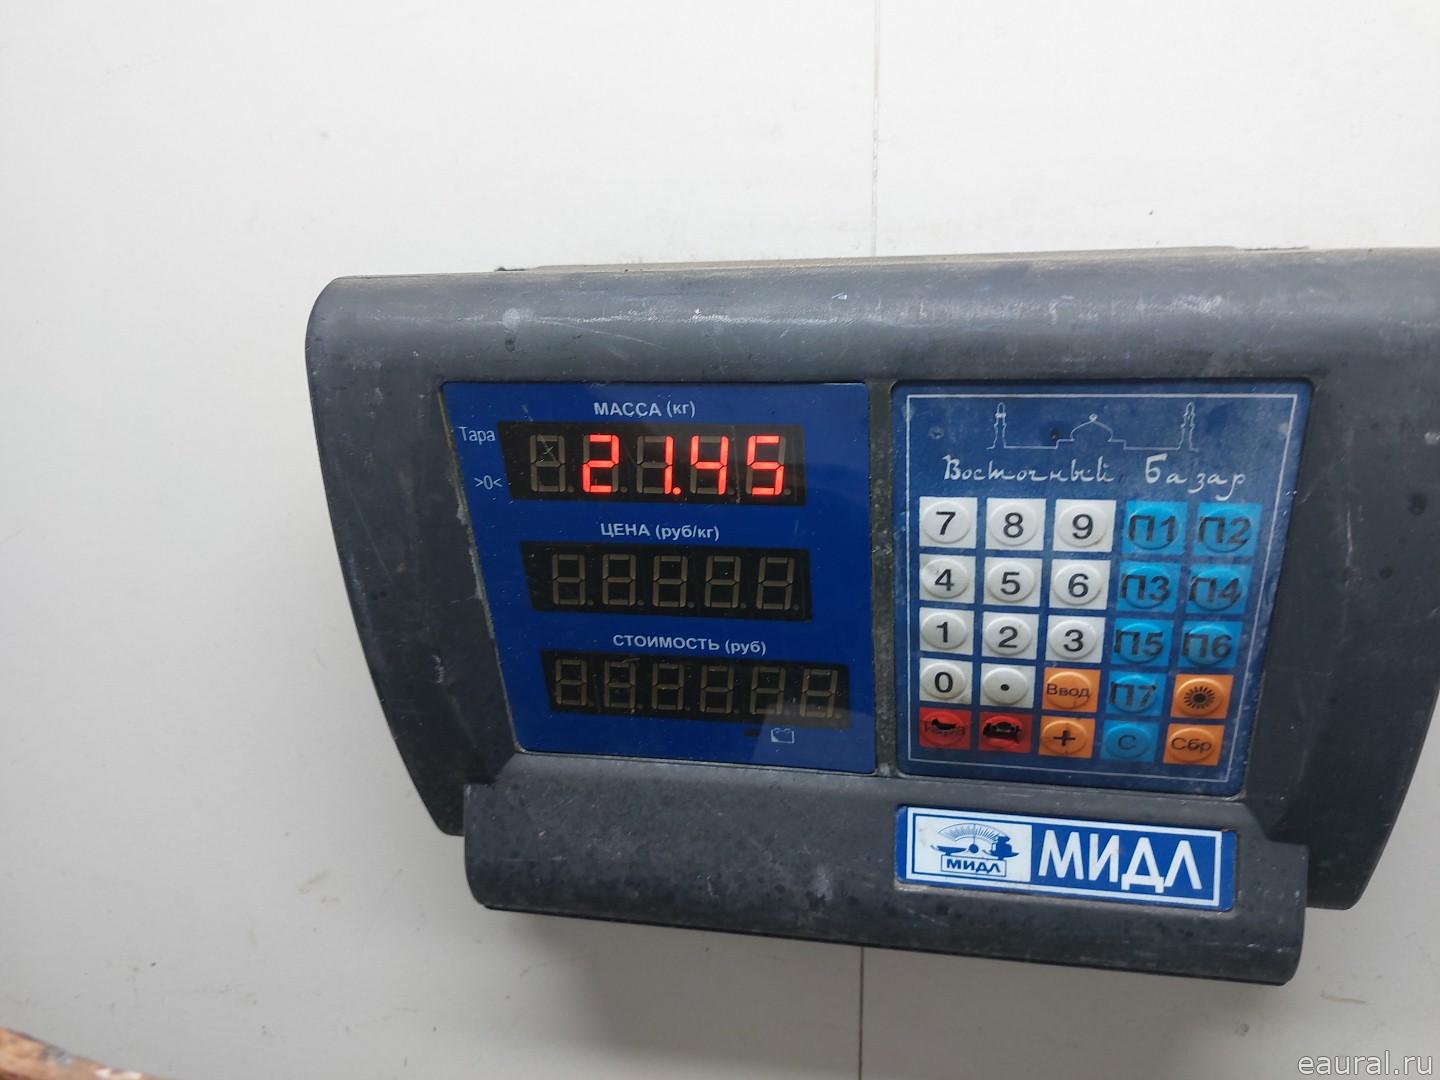 МАССА (кг)
Тара
21.45
>0<
ЦЕНА (руб/кг)
СТОИМОСТЬ (руб)
Восточный Базар
7 8 9 П1 П2
4 5 6 П3 П4
1 2 3 П5 П6
0 . Ввод П7
+ С Сбр
МИДЛ МИДЛ
eaural.ru